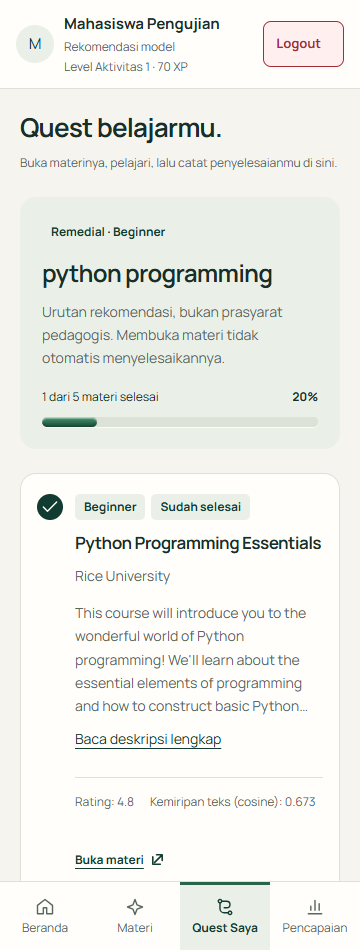 M
Mahasiswa Pengujian
Rekomendasi model
Level Aktivitas 1 · 70 XP
Logout
Quest belajarmu.
Buka materinya, pelajari, lalu catat penyelesaianmu di sini.
Remedial · Beginner
python programming
Urutan rekomendasi, bukan prasyarat
pedagogis. Membuka materi tidak
otomatis menyelesaikannya.
1 dari 5 materi selesai 20%
Beginner Sudah selesai
Python Programming Essentials
Rice University
This course will introduce you to the
wonderful world of Python
programming! We'll learn about the
essential elements of programming
and how to construct basic Python…
Baca deskripsi lengkap
Rating: 4.8 Kemiripan teks (cosine): 0.673
Buka materi
Beranda Materi Quest Saya Pencapaian